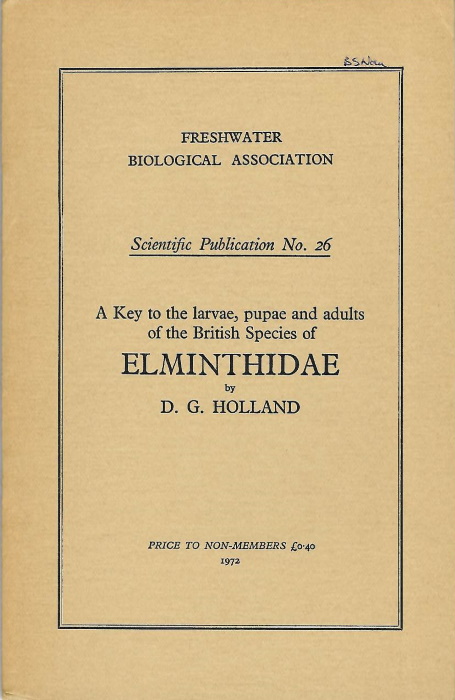 FRESHWATER
BIOLOGICAL ASSOCIATION
Scientific Publication No. 26
A Key to the larvae, pupae and adults
of the British Species of
ELMINTHIDAE
by
D. G. HOLLAND
PRICE TO NON-MEMBERS £0·40
1972